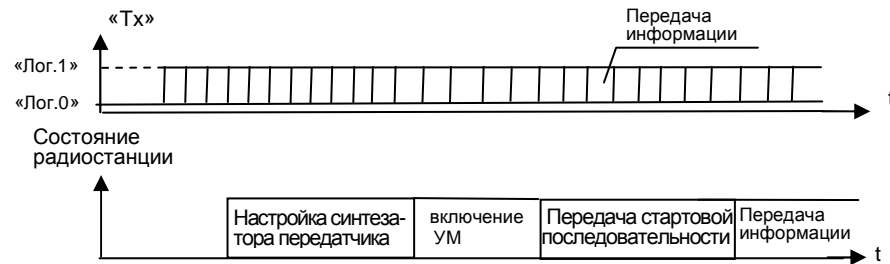 «Tx»
Передача
информации
«Лог.1»
«Лог.0»
t
Состояние
радиостанции
Настройка синтеза-
тора передатчика
включение
УМ
Передача стартовой
последовательности
Передача
информации
t